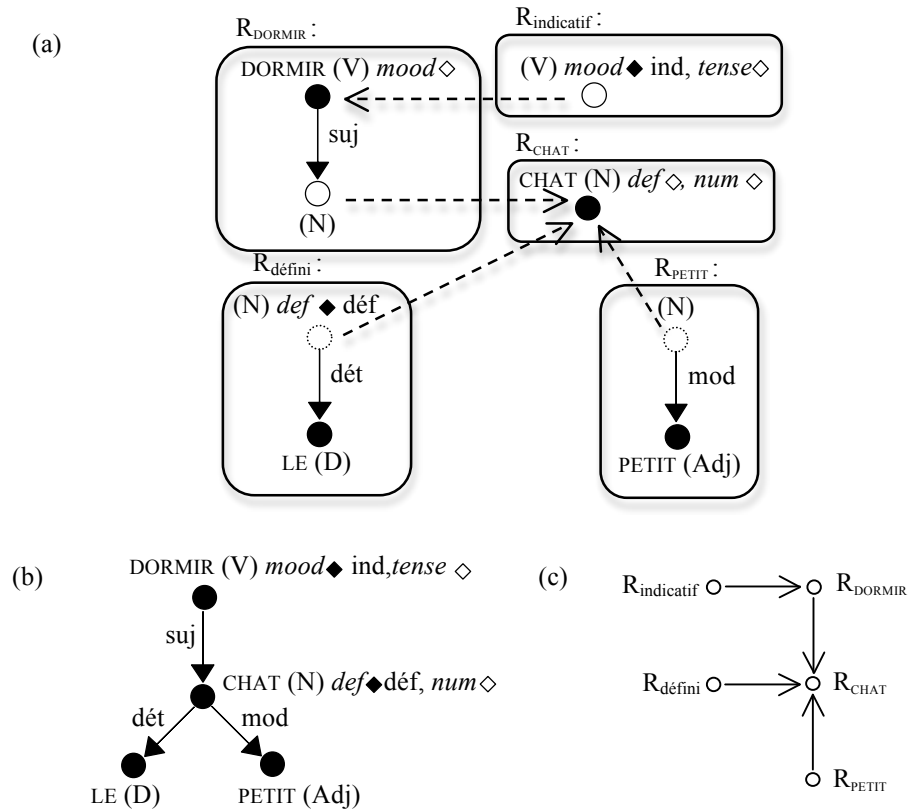 (a)
R_DORMIR :
R_indicatif :
DORMIR (V) mood ◇
(V) mood ◆ ind, tense ◇
suj
(N)
R_CHAT :
CHAT (N) def ◇, num ◇
R_défini :
R_PETIT :
(N) def ◆ déf
(N)
dét
mod
LE (D)
PETIT (Adj)
(b)
DORMIR (V) mood ◆ ind,tense ◇
suj
CHAT (N) def◆déf, num ◇
dét
mod
LE (D)
PETIT (Adj)
(c)
R_indicatif
R_DORMIR
R_défini
R_CHAT
R_PETIT